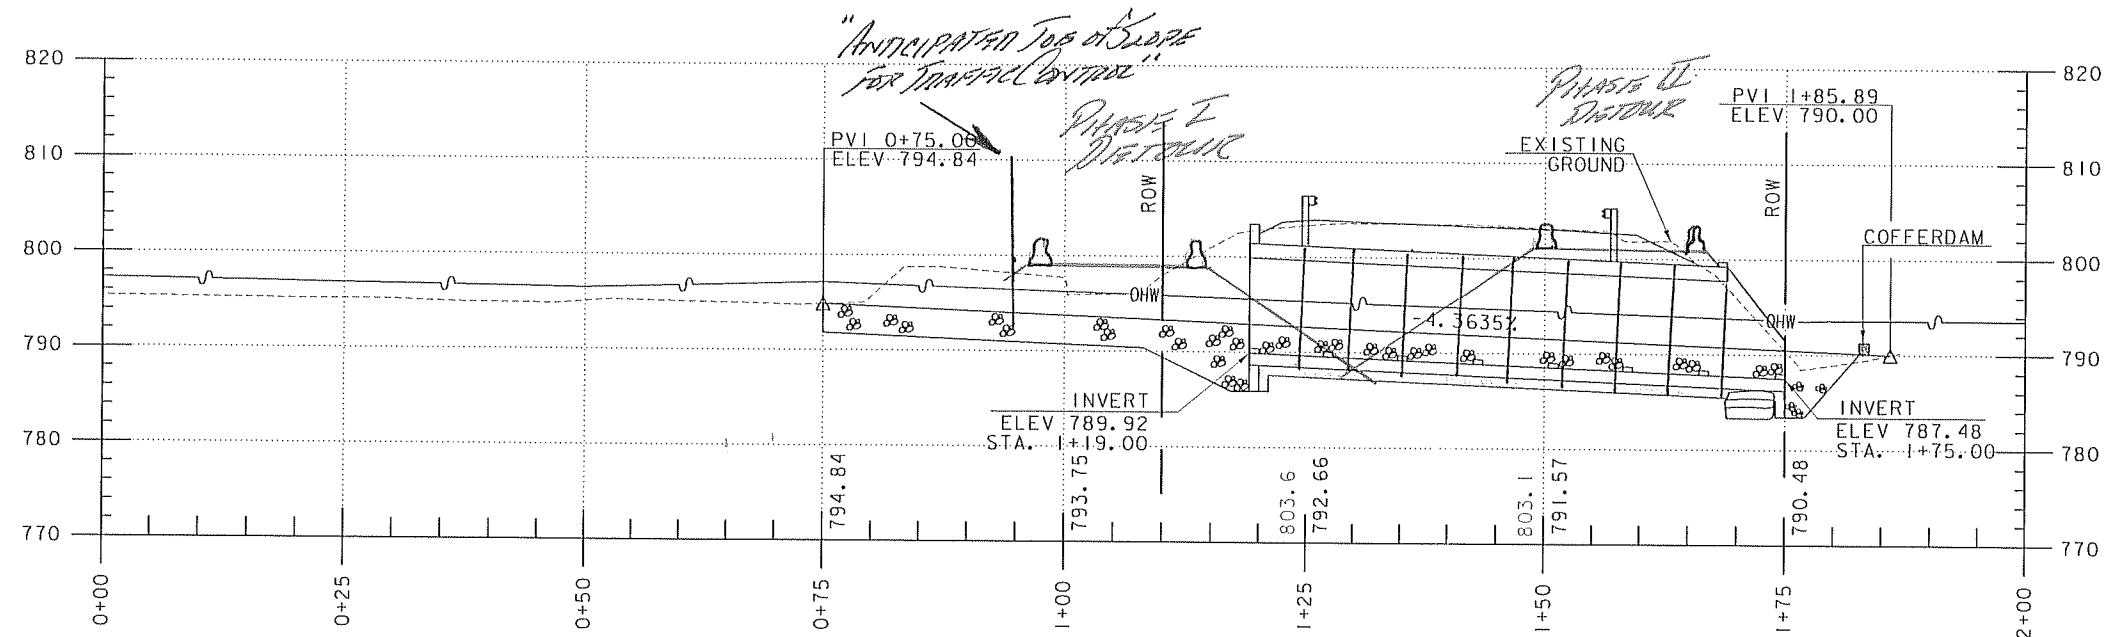 "ANTICIPATED TOE OF SLOPE
FOR TRAFFIC CONTROL"
PHASE I
DETOUR
PHASE II
DETOUR
PVI 0+75.00
ELEV 794.84
PVI 1+85.89
ELEV 790.00
EXISTING
GROUND
ROW
ROW
COFFERDAM
OHW
OHW
-4.3635%
INVERT
ELEV 789.92
STA. 1+19.00
INVERT
ELEV 787.48
STA. 1+75.00
820
810
800
790
780
770
820
810
800
790
780
770
794.84
793.75
803.6
792.66
803.1
791.57
790.48
0+00
0+25
0+50
0+75
1+00
1+25
1+50
1+75
2+00